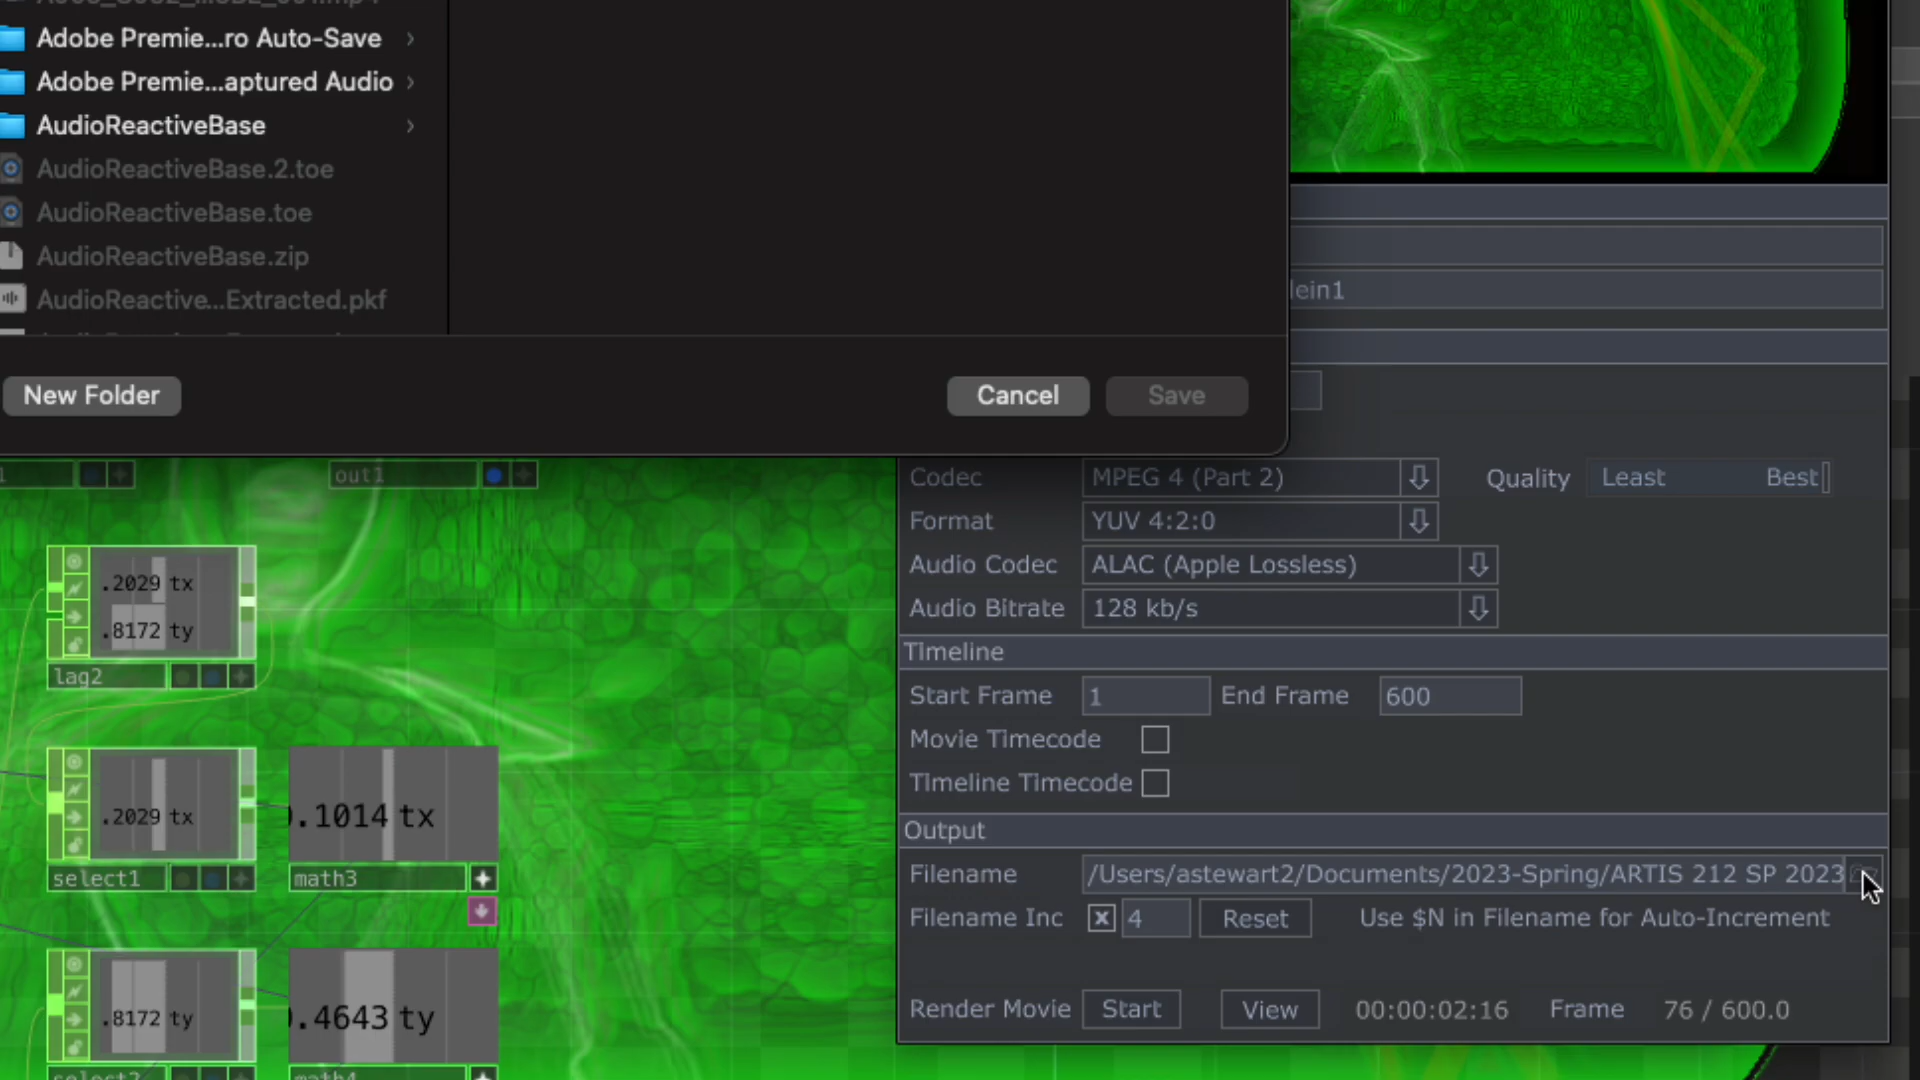 Adobe Premie...ro Auto-Save
Adobe Premie...aptured Audio
AudioReactiveBase
AudioReactiveBase.2.toe
AudioReactiveBase.toe
AudioReactiveBase.zip
AudioReactive...Extracted.pkf
New Folder
Cancel
Save
lein1
out1
Codec
MPEG 4 (Part 2)
Quality
Least
Best
Format
YUV 4:2:0
Audio Codec
ALAC (Apple Lossless)
Audio Bitrate
128 kb/s
TImeline
Start Frame
1
End Frame
600
Movie Timecode
TImeline Timecode
Output
Filename
/Users/astewart2/Documents/2023-Spring/ARTIS 212 SP 2023
Filename Inc
x
4
Reset
Use $N in Filename for Auto-Increment
Render Movie
Start
View
00:00:02:16
Frame
76 / 600.0
.2029 tx
.8172 ty
lag2
.2029 tx
select1
.1014 tx
math3
.8172 ty
select2
.4643 ty
math4